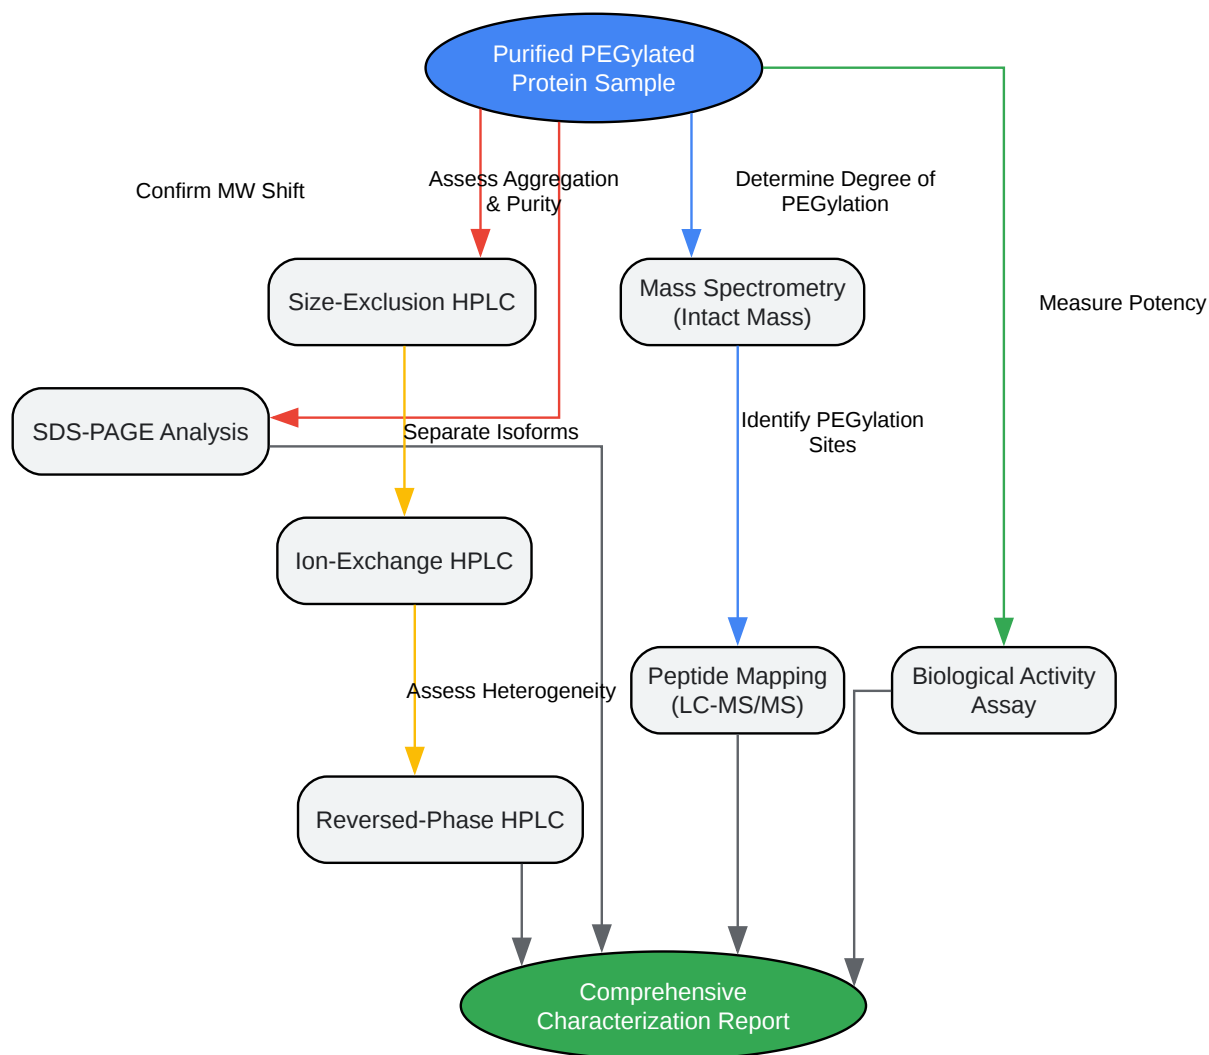 Purified PEGylated
Protein Sample
Confirm MW Shift
Assess Aggregation
& Purity
Determine Degree of
PEGylation
Size-Exclusion HPLC
Mass Spectrometry
(Intact Mass)
Measure Potency
SDS-PAGE Analysis
Separate Isoforms
Identify PEGylation
Sites
Ion-Exchange HPLC
Assess Heterogeneity
Peptide Mapping
(LC-MS/MS)
Biological Activity
Assay
Reversed-Phase HPLC
Comprehensive
Characterization Report